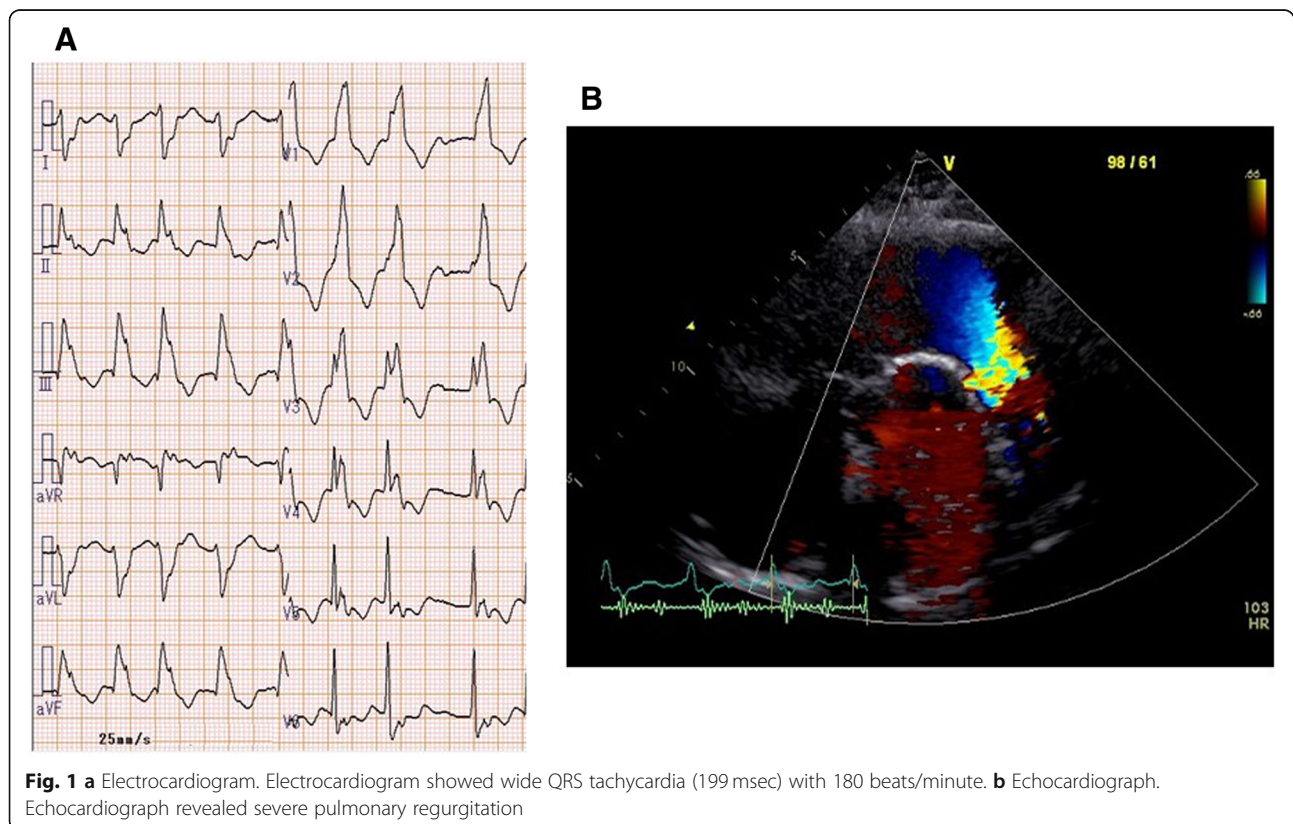 A
I
II
III
aVR
aVL
aVF
25mm/s
V1
V2
V3
V4
V5
V6
B
V
98 / 61
.66
-.66
5
10
5
103
HR
Fig. 1 a Electrocardiogram. Electrocardiogram showed wide QRS tachycardia (199 msec) with 180 beats/minute. b Echocardiograph.
Echocardiograph revealed severe pulmonary regurgitation